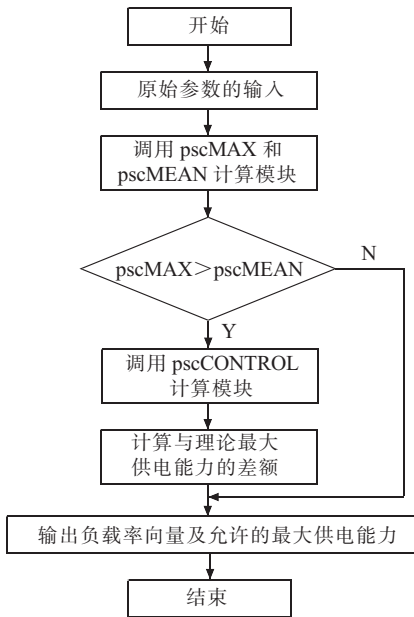 开始
原始参数的输入
调用 pscMAX 和
pscMEAN 计算模块
pscMAX＞pscMEAN
N
Y
调用 pscCONTROL
计算模块
计算与理论最大
供电能力的差额
输出负载率向量及允许的最大供电能力
结束